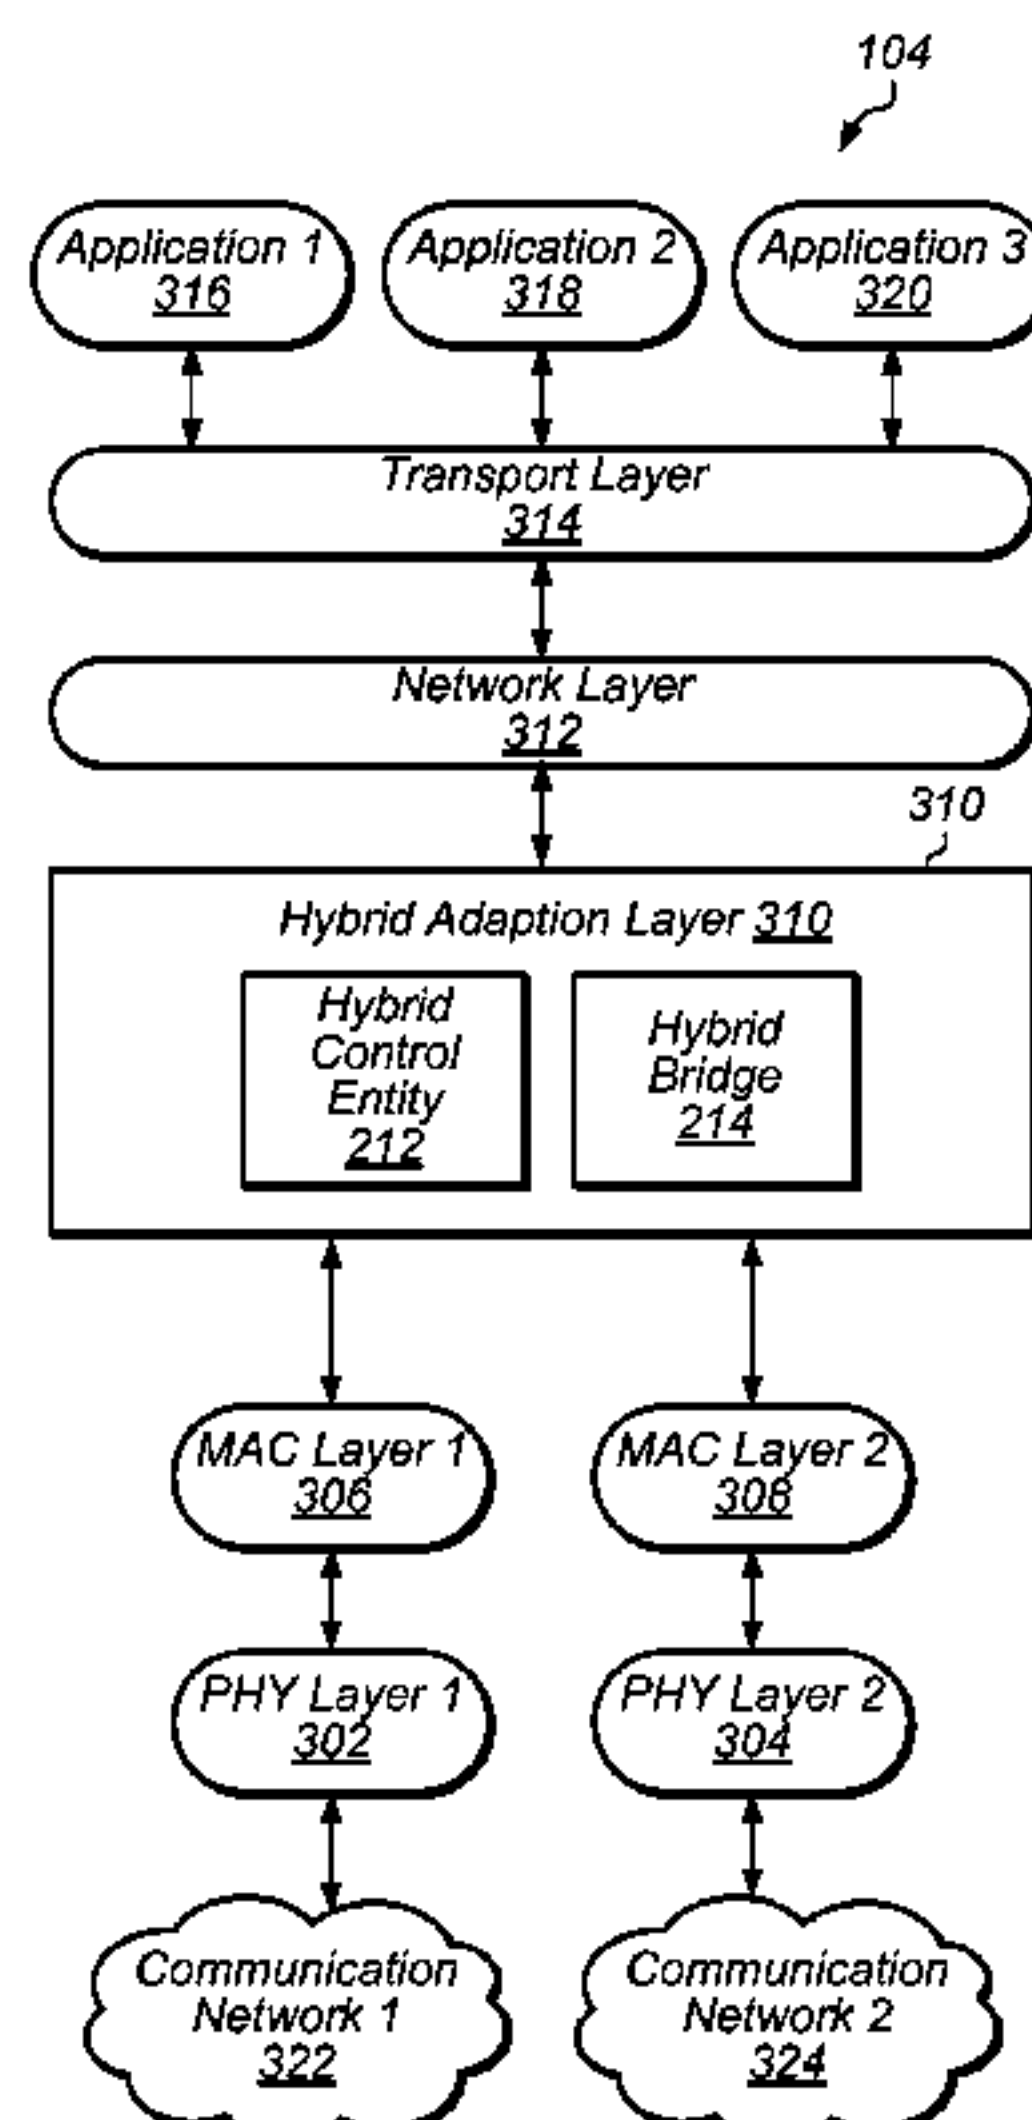 104
Application 1
316
Application 2
318
Application 3
320
Transport Layer
314
Network Layer
312
310
Hybrid Adaption Layer 310
Hybrid
Control
Entity
212
Hybrid
Bridge
214
MAC Layer 1
306
MAC Layer 2
308
PHY Layer 1
302
PHY Layer 2
304
Communication
Network 1
322
Communication
Network 2
324